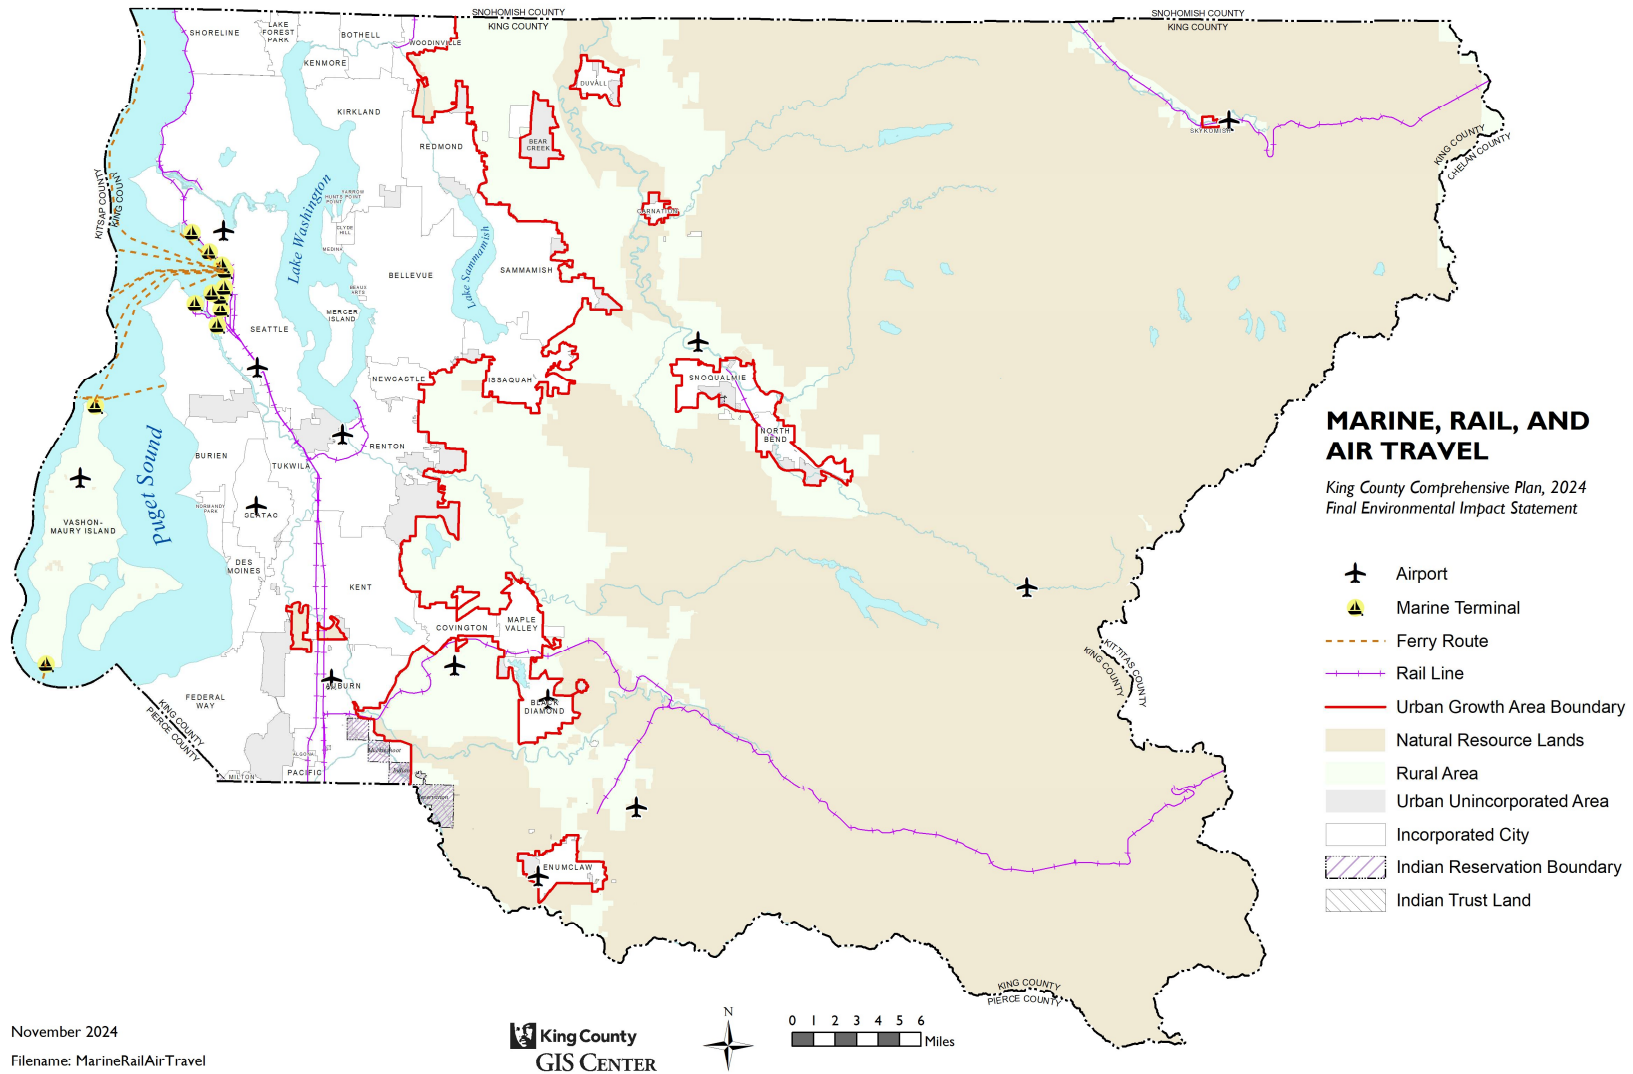 SNOHOMISH COUNTY
KING COUNTY
SNOHOMISH COUNTY
KING COUNTY
SHORELINE
LAKE
FOREST
PARK
BOTHELL
WOODINVILLE
KENMORE
DUVALL
KIRKLAND
BEAR
CREEK
REDMOND
SKYKOMISH
KING COUNTY
CHELAN COUNTY
KITSAP COUNTY
KING COUNTY
Lake Washington
YARROW
POINT
HUNTS
POINT
CARNATION
CLYDE
HILL
MEDINA
Lake Sammamish
BELLEVUE
SAMMAMISH
BEAUX
ARTS
MERCER
ISLAND
SEATTLE
NEWCASTLE
ISSAQUAH
SNOQUALMIE
NORTH
BEND
RENTON
BURIEN
TUKWILA
Puget Sound
NORMANDY
PARK
SEATAC
VASHON-
MAURY ISLAND
DES
MOINES
KENT
COVINGTON
MAPLE
VALLEY
KITTITAS COUNTY
KING COUNTY
AUBURN
FEDERAL
WAY
BLACK
DIAMOND
KING COUNTY
PIERCE COUNTY
ALGONA
PACIFIC
MILTON
Muckleshoot
Indian
Reservation
ENUMCLAW
KING COUNTY
PIERCE COUNTY
MARINE, RAIL, AND
AIR TRAVEL
King County Comprehensive Plan, 2024
Final Environmental Impact Statement
Airport
Marine Terminal
Ferry Route
Rail Line
Urban Growth Area Boundary
Natural Resource Lands
Rural Area
Urban Unincorporated Area
Incorporated City
Indian Reservation Boundary
Indian Trust Land
November 2024
Filename: MarineRailAirTravel
King County
GIS CENTER
N
0 1 2 3 4 5 6
Miles